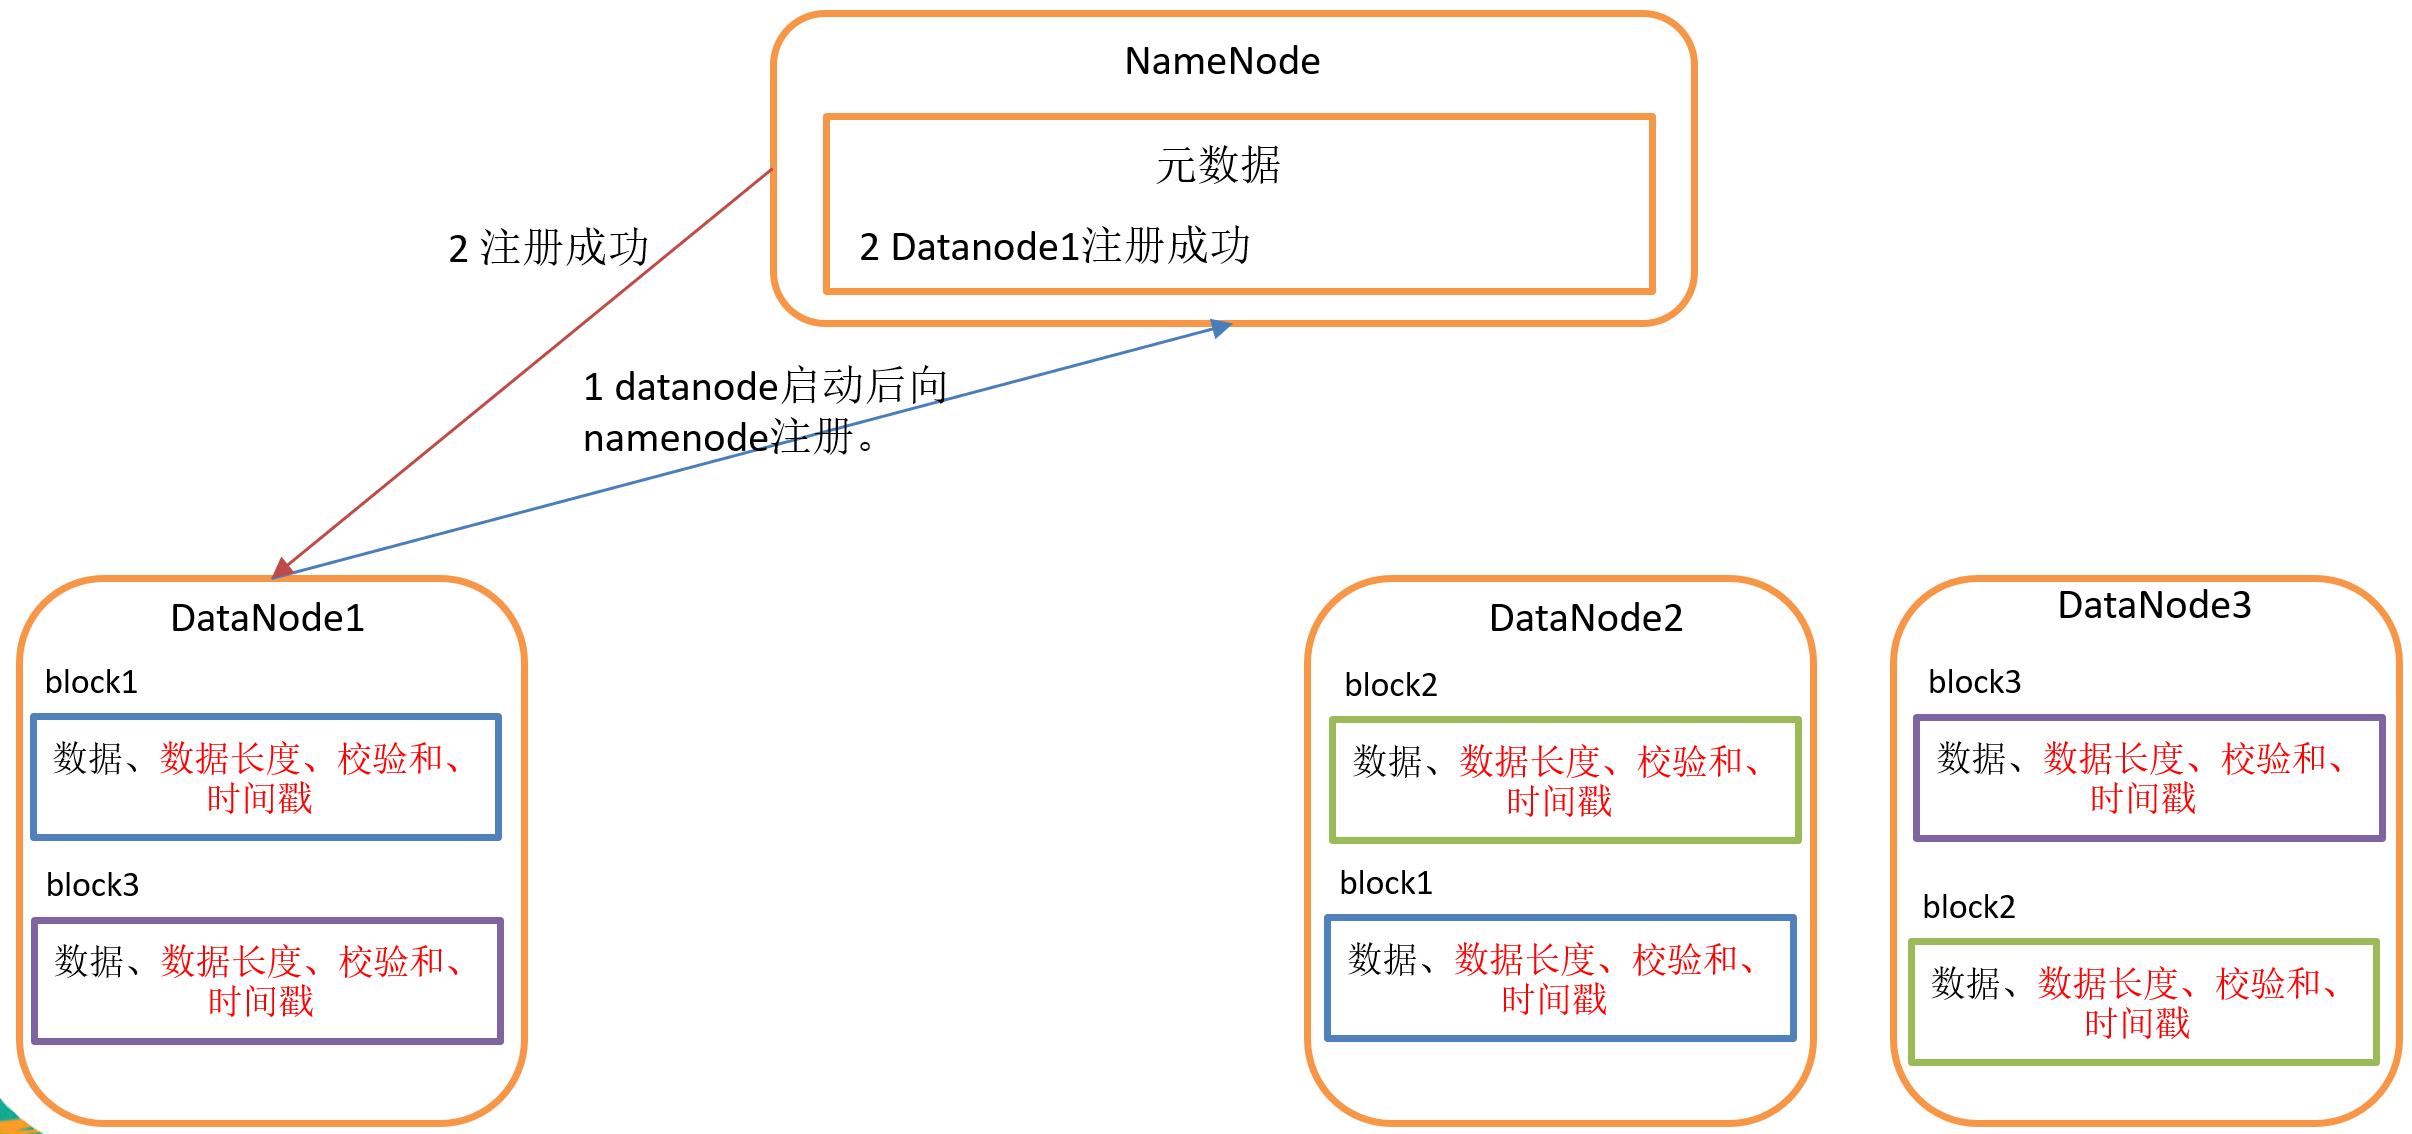 NameNode
元数据
2 Datanode1注册成功
2 注册成功
1 datanode启动后向
namenode注册。
DataNode1
block1
数据、数据长度、校验和、
时间戳
block3
数据、数据长度、校验和、
时间戳
DataNode2
block2
数据、数据长度、校验和、
时间戳
block1
数据、数据长度、校验和、
时间戳
DataNode3
block3
数据、数据长度、校验和、
时间戳
block2
数据、数据长度、校验和、
时间戳